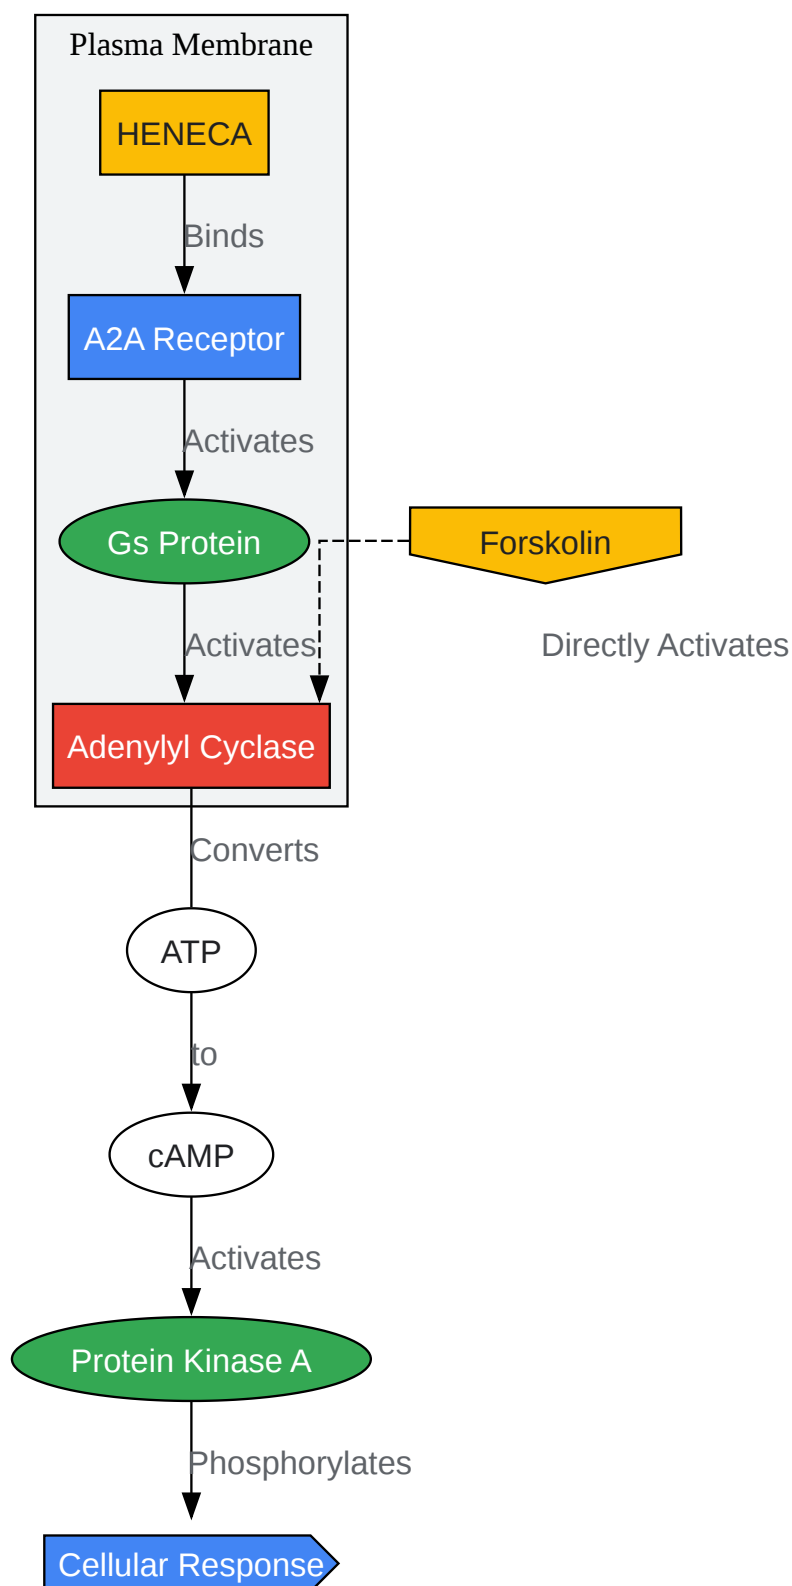 Plasma Membrane
HENECA
Binds
A2A Receptor
Activates
Gs Protein
Forskolin
Activates
Directly Activates
Adenylyl Cyclase
Converts
ATP
to
cAMP
Activates
Protein Kinase A
Phosphorylates
Cellular Response